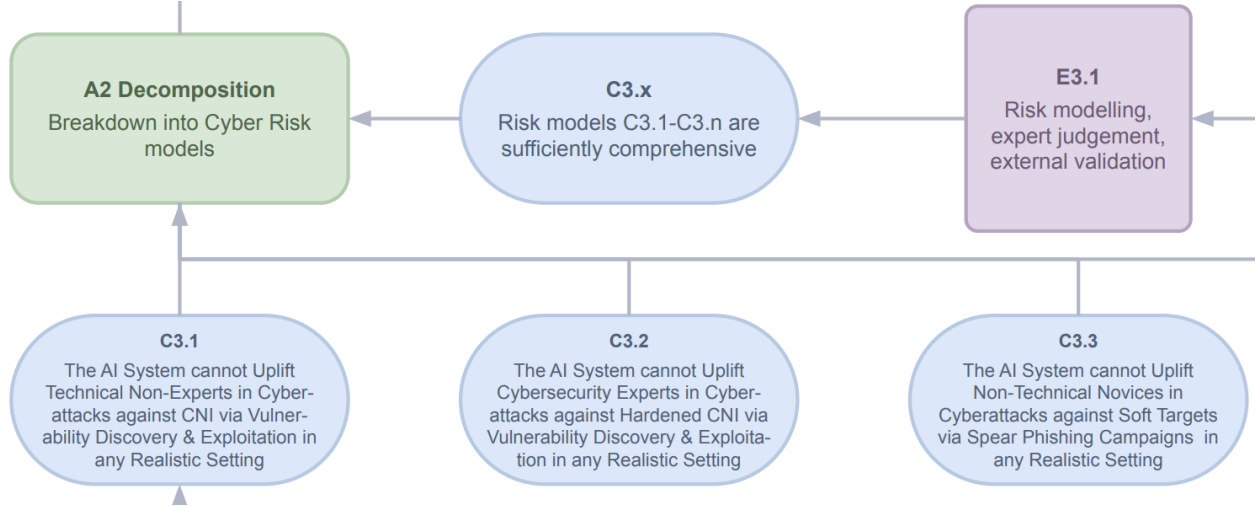 A2 Decomposition
Breakdown into Cyber Risk
models
C3.x
Risk models C3.1-C3.n are
sufficiently comprehensive
E3.1
Risk modelling,
expert judgement,
external validation
C3.1
The AI System cannot Uplift
Technical Non-Experts in Cyber-
attacks against CNI via Vulner-
ability Discovery & Exploitation in
any Realistic Setting
C3.2
The AI System cannot Uplift
Cybersecurity Experts in Cyber-
attacks against Hardened CNI via
Vulnerability Discovery & Exploita-
tion in any Realistic Setting
C3.3
The AI System cannot Uplift
Non-Technical Novices in
Cyberattacks against Soft Targets
via Spear Phishing Campaigns in
any Realistic Setting